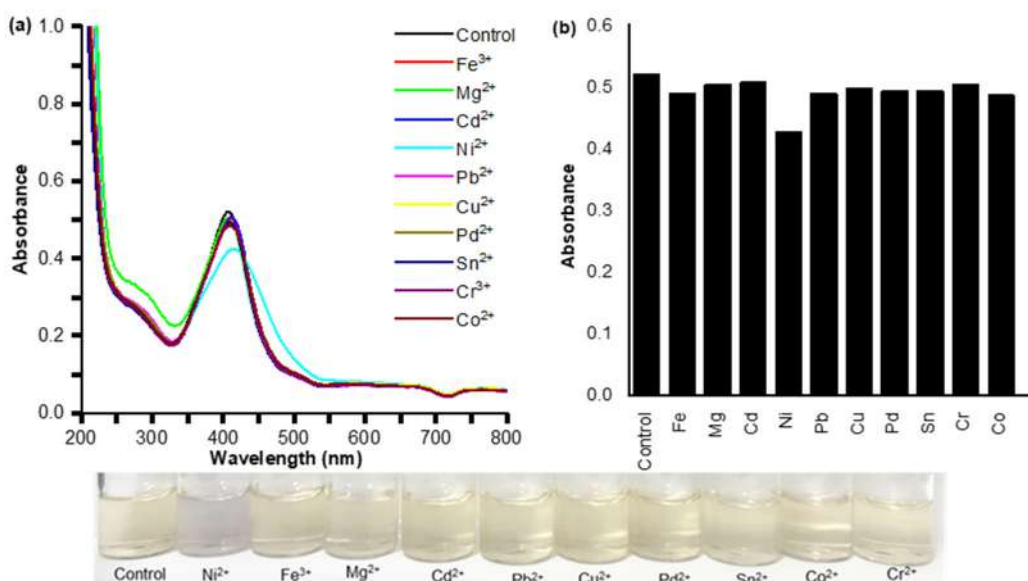 (a)
Absorbance
1.0
0.8
0.6
0.4
0.2
0.0
200 300 400 500 600 700 800
Wavelength (nm)
Control
Fe³⁺
Mg²⁺
Cd²⁺
Ni²⁺
Pb²⁺
Cu²⁺
Pd²⁺
Sn²⁺
Cr³⁺
Co²⁺
(b)
Absorbance
0.6
0.5
0.4
0.3
0.2
0.1
0.0
Control Fe Mg Cd Ni Pb Cu Pd Sn Cr Co
Control Ni²⁺ Fe³⁺ Mg²⁺ Cd²⁺ Pb²⁺ Cu²⁺ Pd²⁺ Sn²⁺ Co²⁺ Cr²⁺